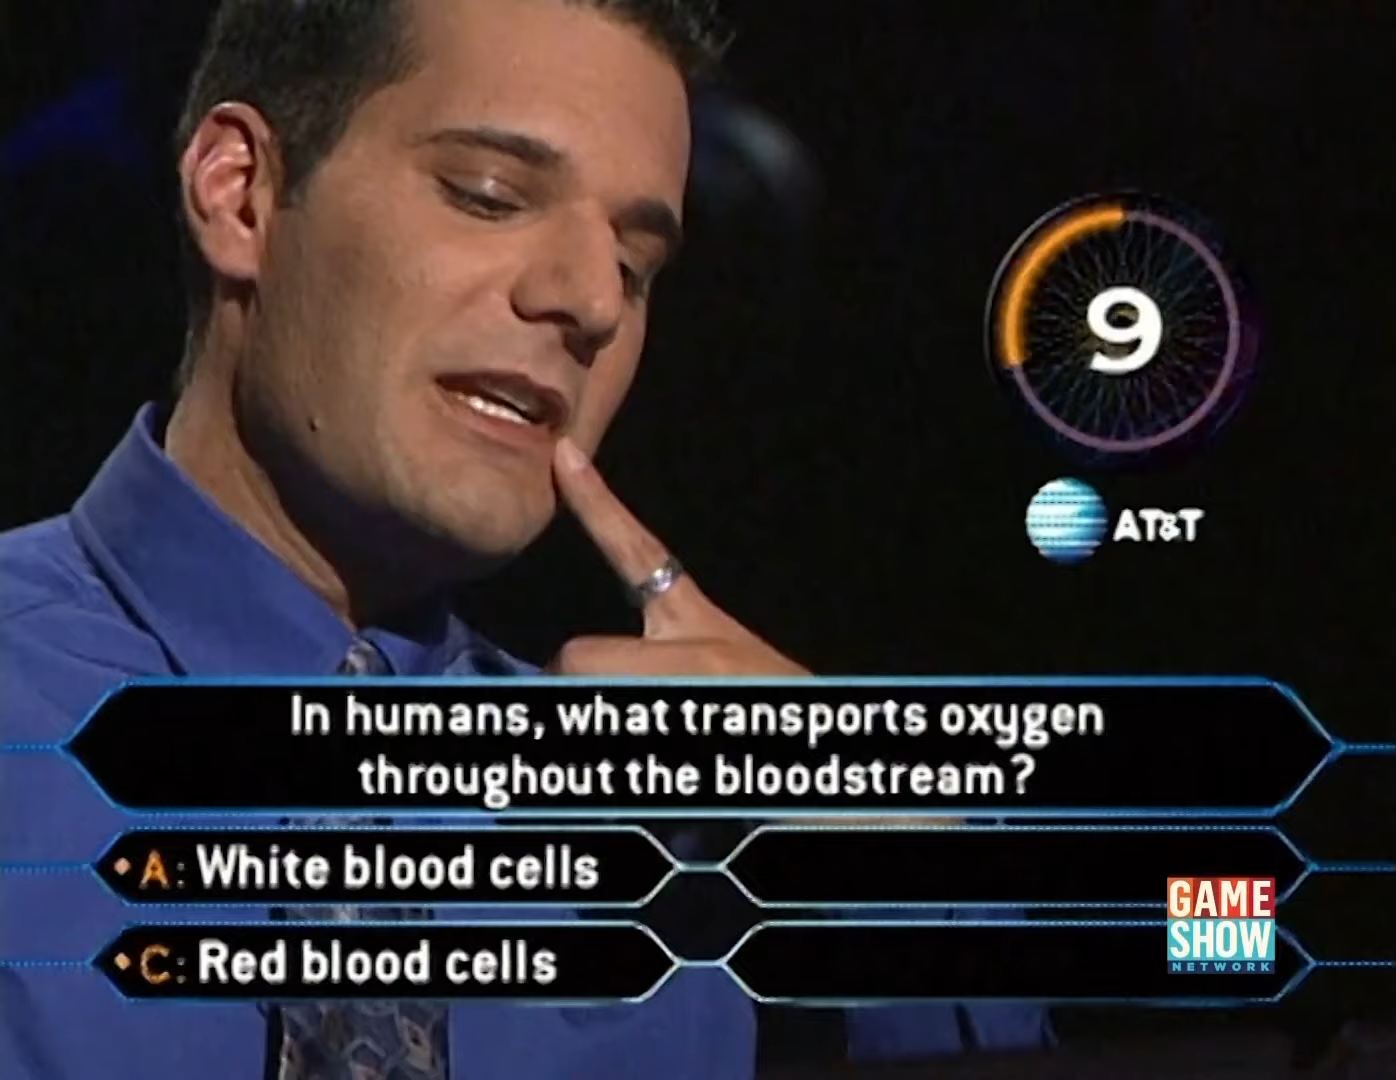 9
AT&T
In humans, what transports oxygen
throughout the bloodstream?
A: White blood cells
C: Red blood cells
GAME
SHOW
NETWORK